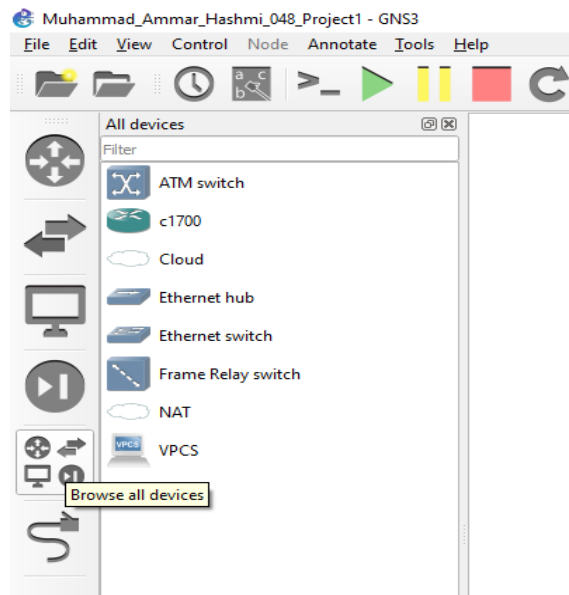 Muhammad_Ammar_Hashmi_048_Project1 - GNS3
File Edit View Control Node Annotate Tools Help
a c
b
>_
All devices
Filter
ATM switch
c1700
Cloud
Ethernet hub
Ethernet switch
Frame Relay switch
NAT
VPCS VPCS
Browse all devices